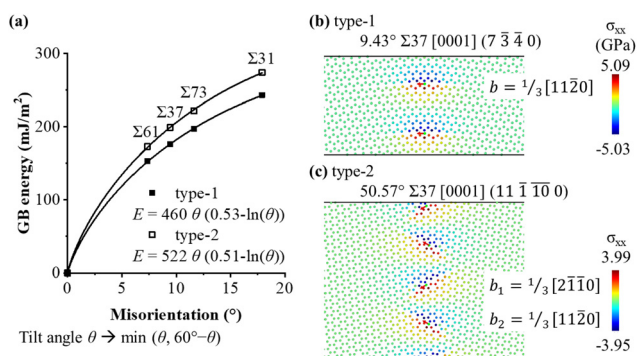 (a)
300
200
100
0
GB energy (mJ/m²)
Σ61
Σ37
Σ73
Σ31
type-1
E = 460 θ (0.53-ln(θ))
type-2
E = 522 θ (0.51-ln(θ))
0
5
10
15
20
Misorientation (°)
Tilt angle θ → min (θ, 60°−θ)
(b) type-1
9.43° Σ37 [0001] (7 3̅ 4̅ 0)
b = 1/3[112̅0]
σxx
(GPa)
5.09
-5.03
(c) type-2
50.57° Σ37 [0001] (11 1̅ 1̅0̅ 0)
b₁ = 1/3[21̅1̅0]
b₂ = 1/3[112̅0]
σxx
3.99
-3.95